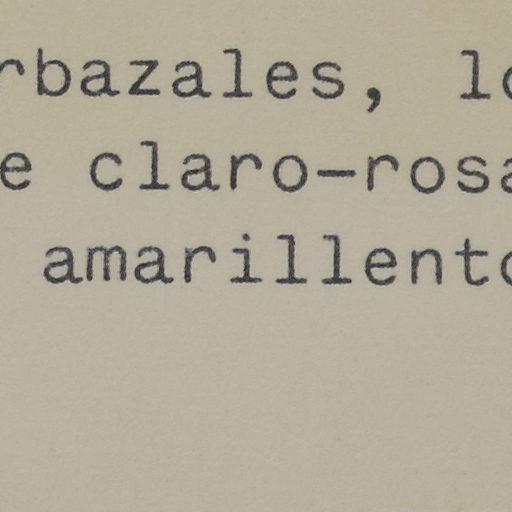 rbazales, lo
e claro-rosa
amarillento